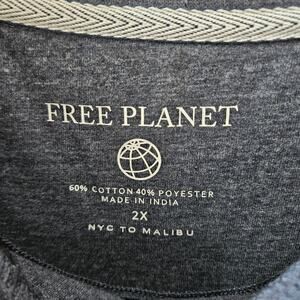 FREE PLANET
60% COTTON 40% POYESTER
MADE IN INDIA
2X
NYC TO MALIBU